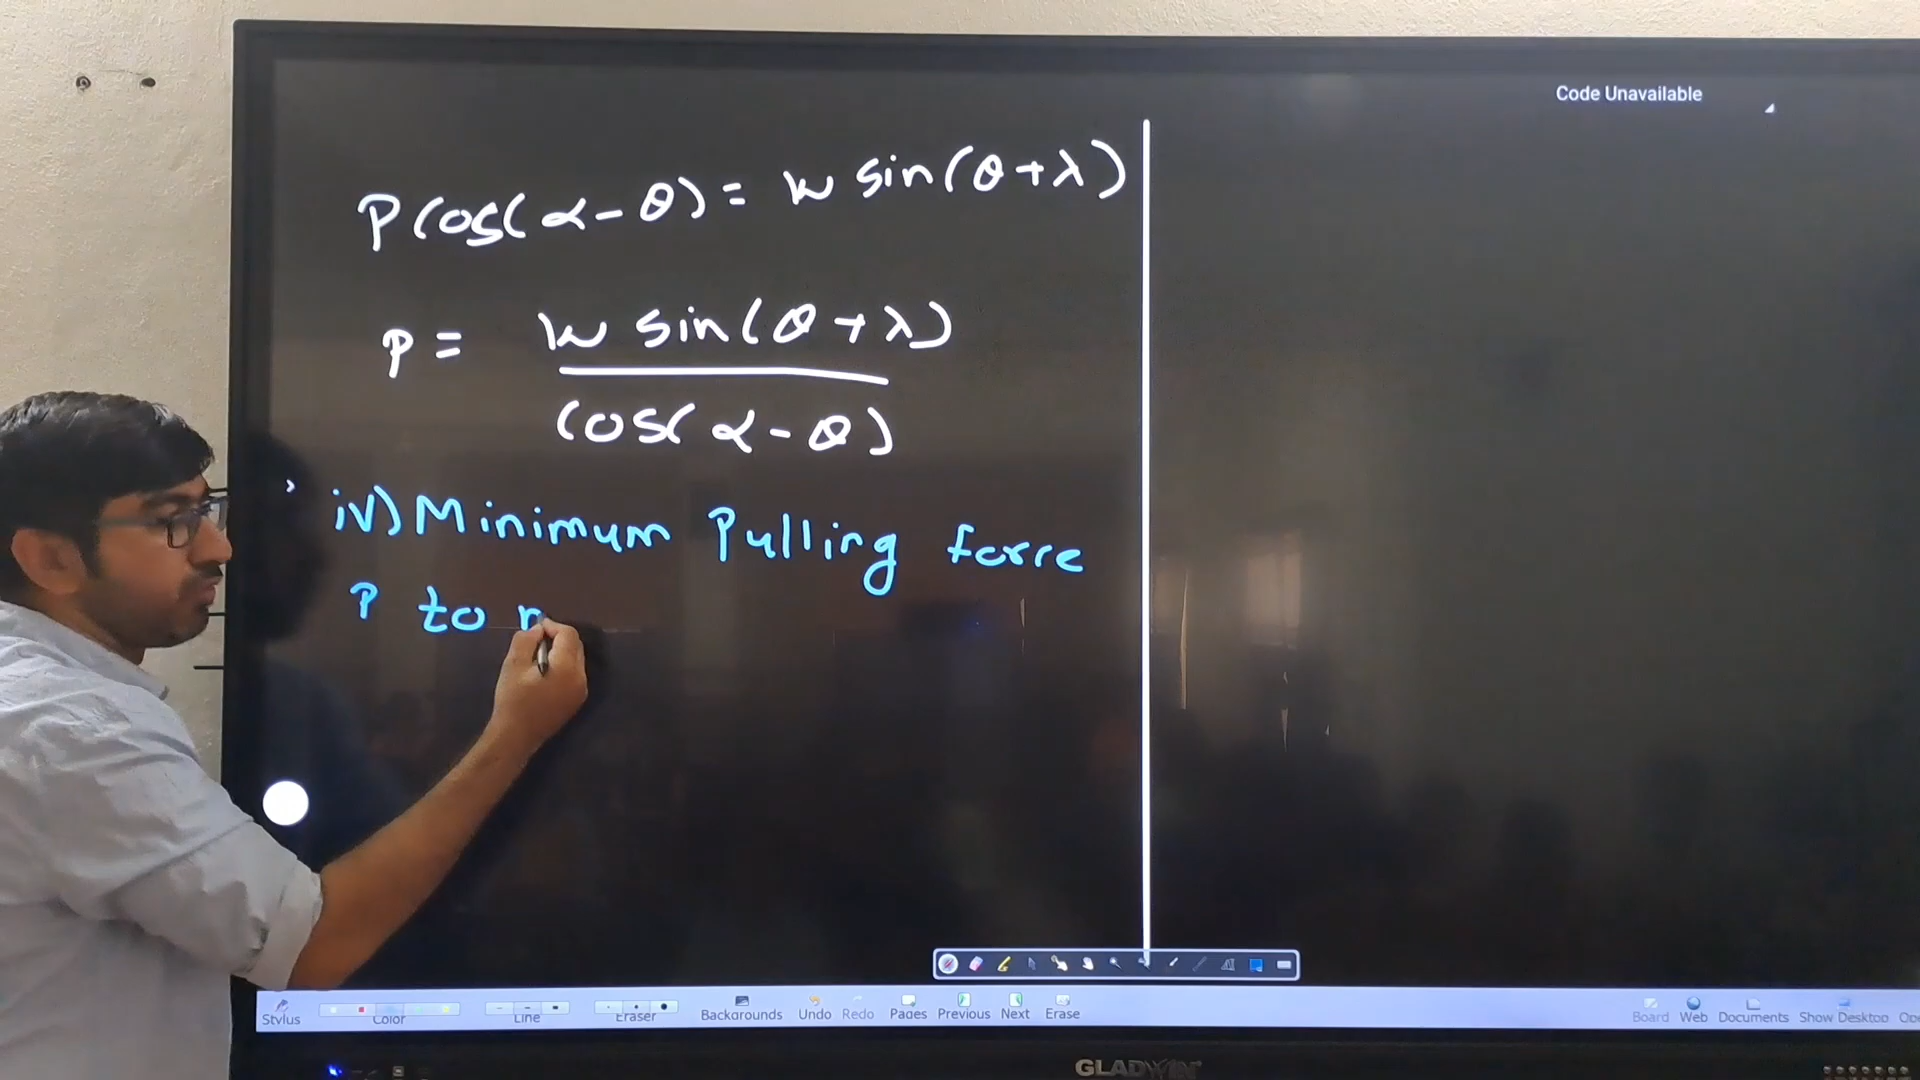 Code Unavailable
P cos(α-θ) = W sin(θ+λ)
P = W sin(θ+λ)
cos(α-θ)
iv) Minimum Pulling force
P to
Stylus Color Line Eraser Backgrounds Undo Redo Pages Previous Next Erase Board Web Documents Show Desktop
GLADWIN